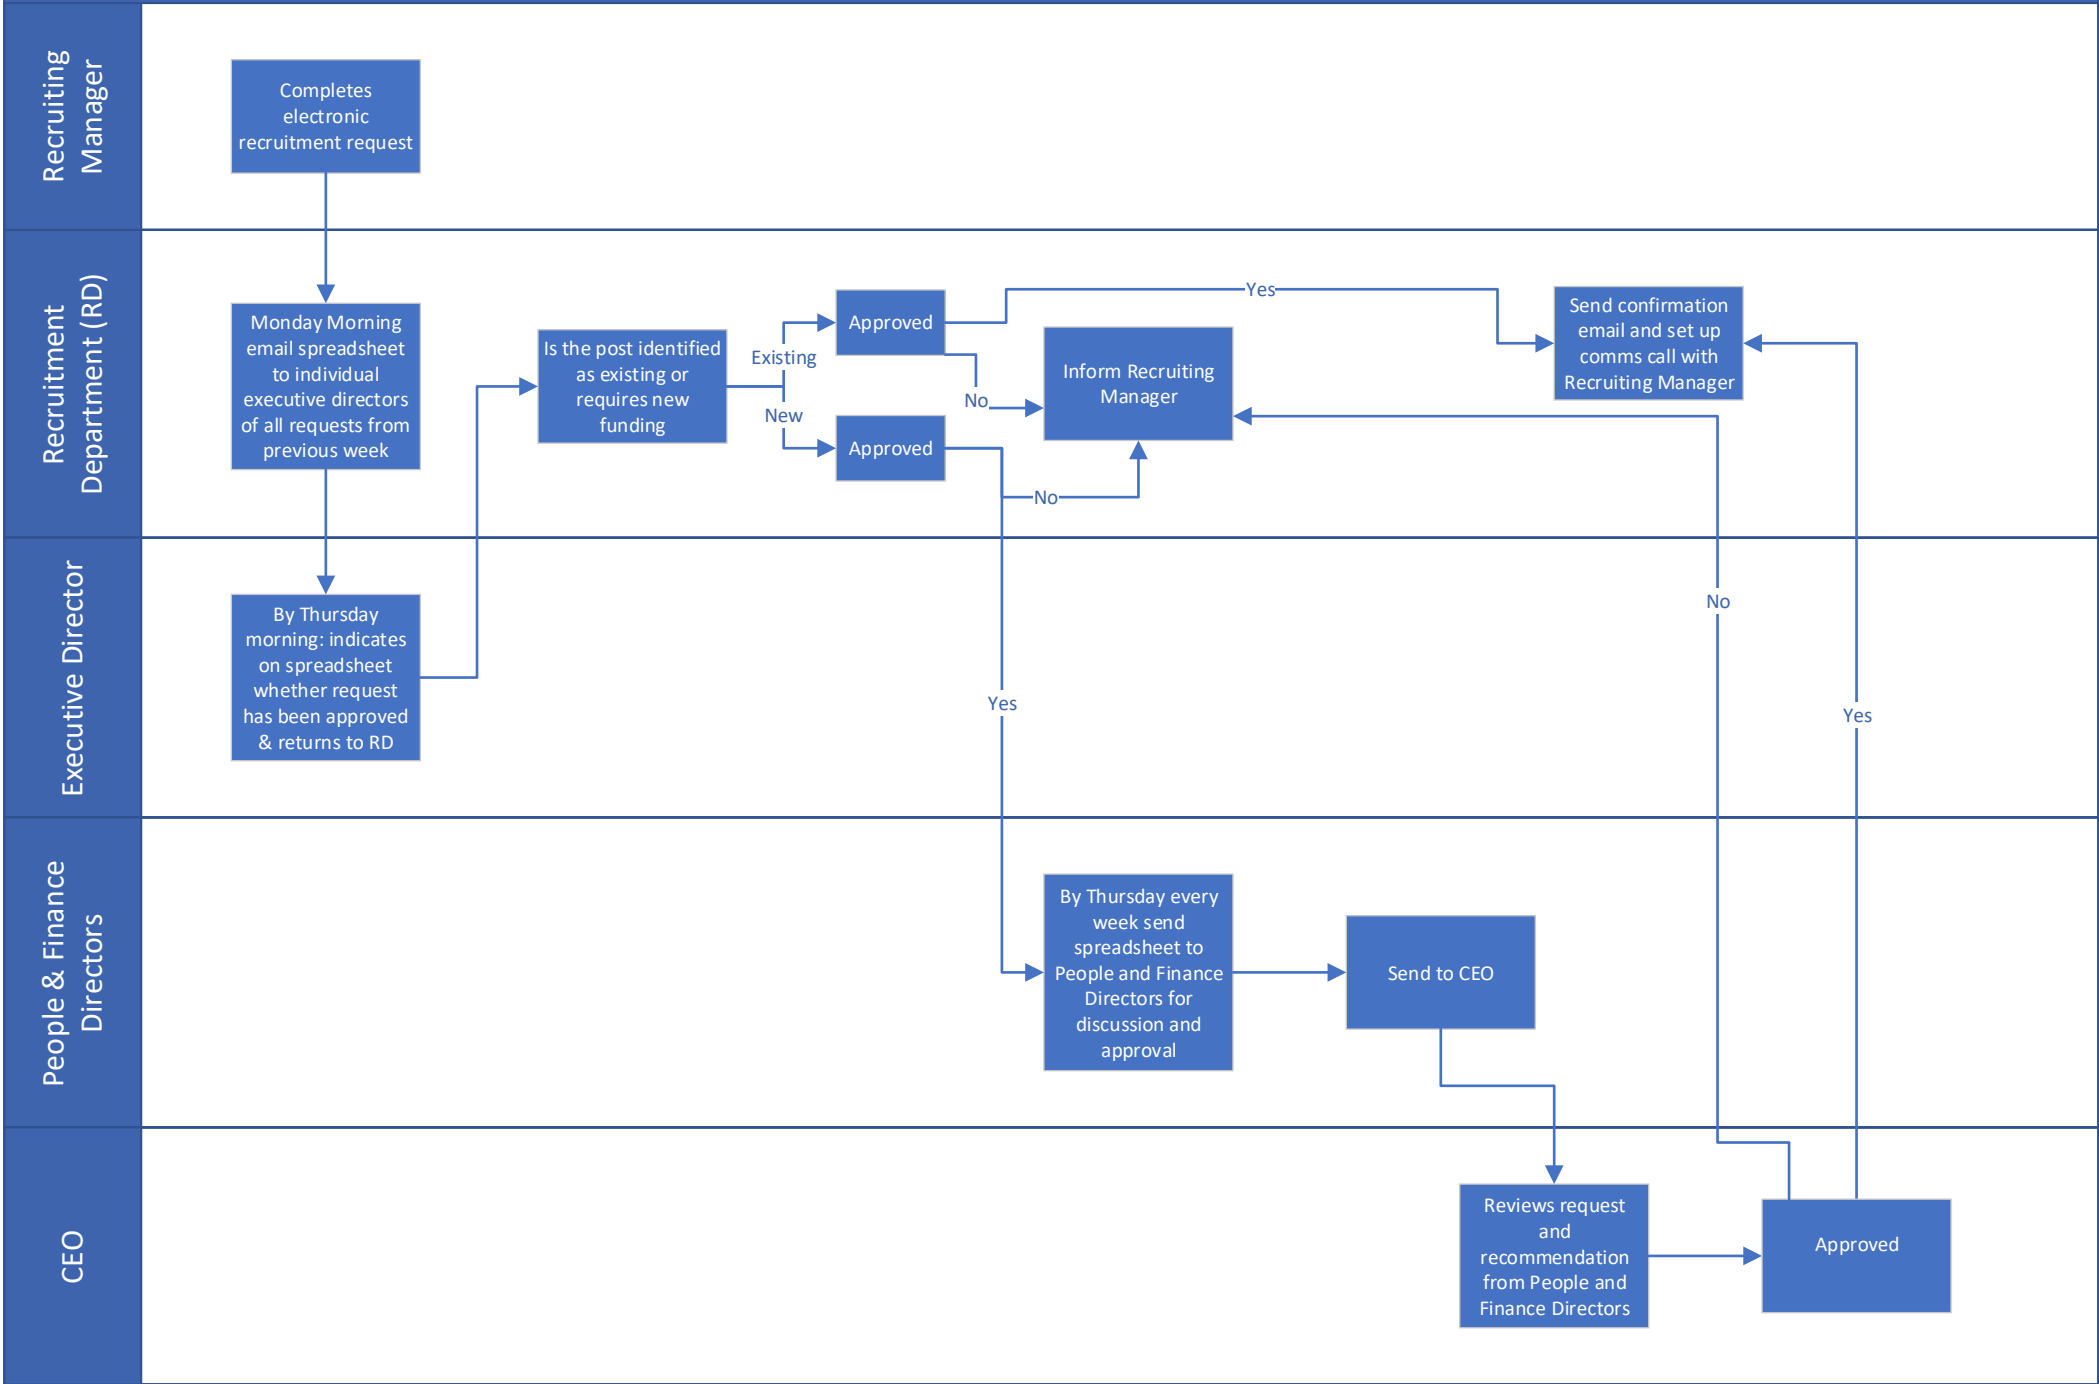 Recruiting
Manager
Completes
electronic
recruitment request
Recruitment
Department (RD)
Monday Morning
email spreadsheet
to individual
executive directors
of all requests from
previous week
Is the post identified
as existing or
requires new
funding
Existing
New
Approved
Approved
Yes
No
No
Inform Recruiting
Manager
Send confirmation
email and set up
comms call with
Recruiting Manager
Executive Director
By Thursday
morning: indicates
on spreadsheet
whether request
has been approved
& returns to RD
Yes
No
Yes
People & Finance
Directors
By Thursday every
week send
spreadsheet to
People and Finance
Directors for
discussion and
approval
Send to CEO
CEO
Reviews request
and
recommendation
from People and
Finance Directors
Approved